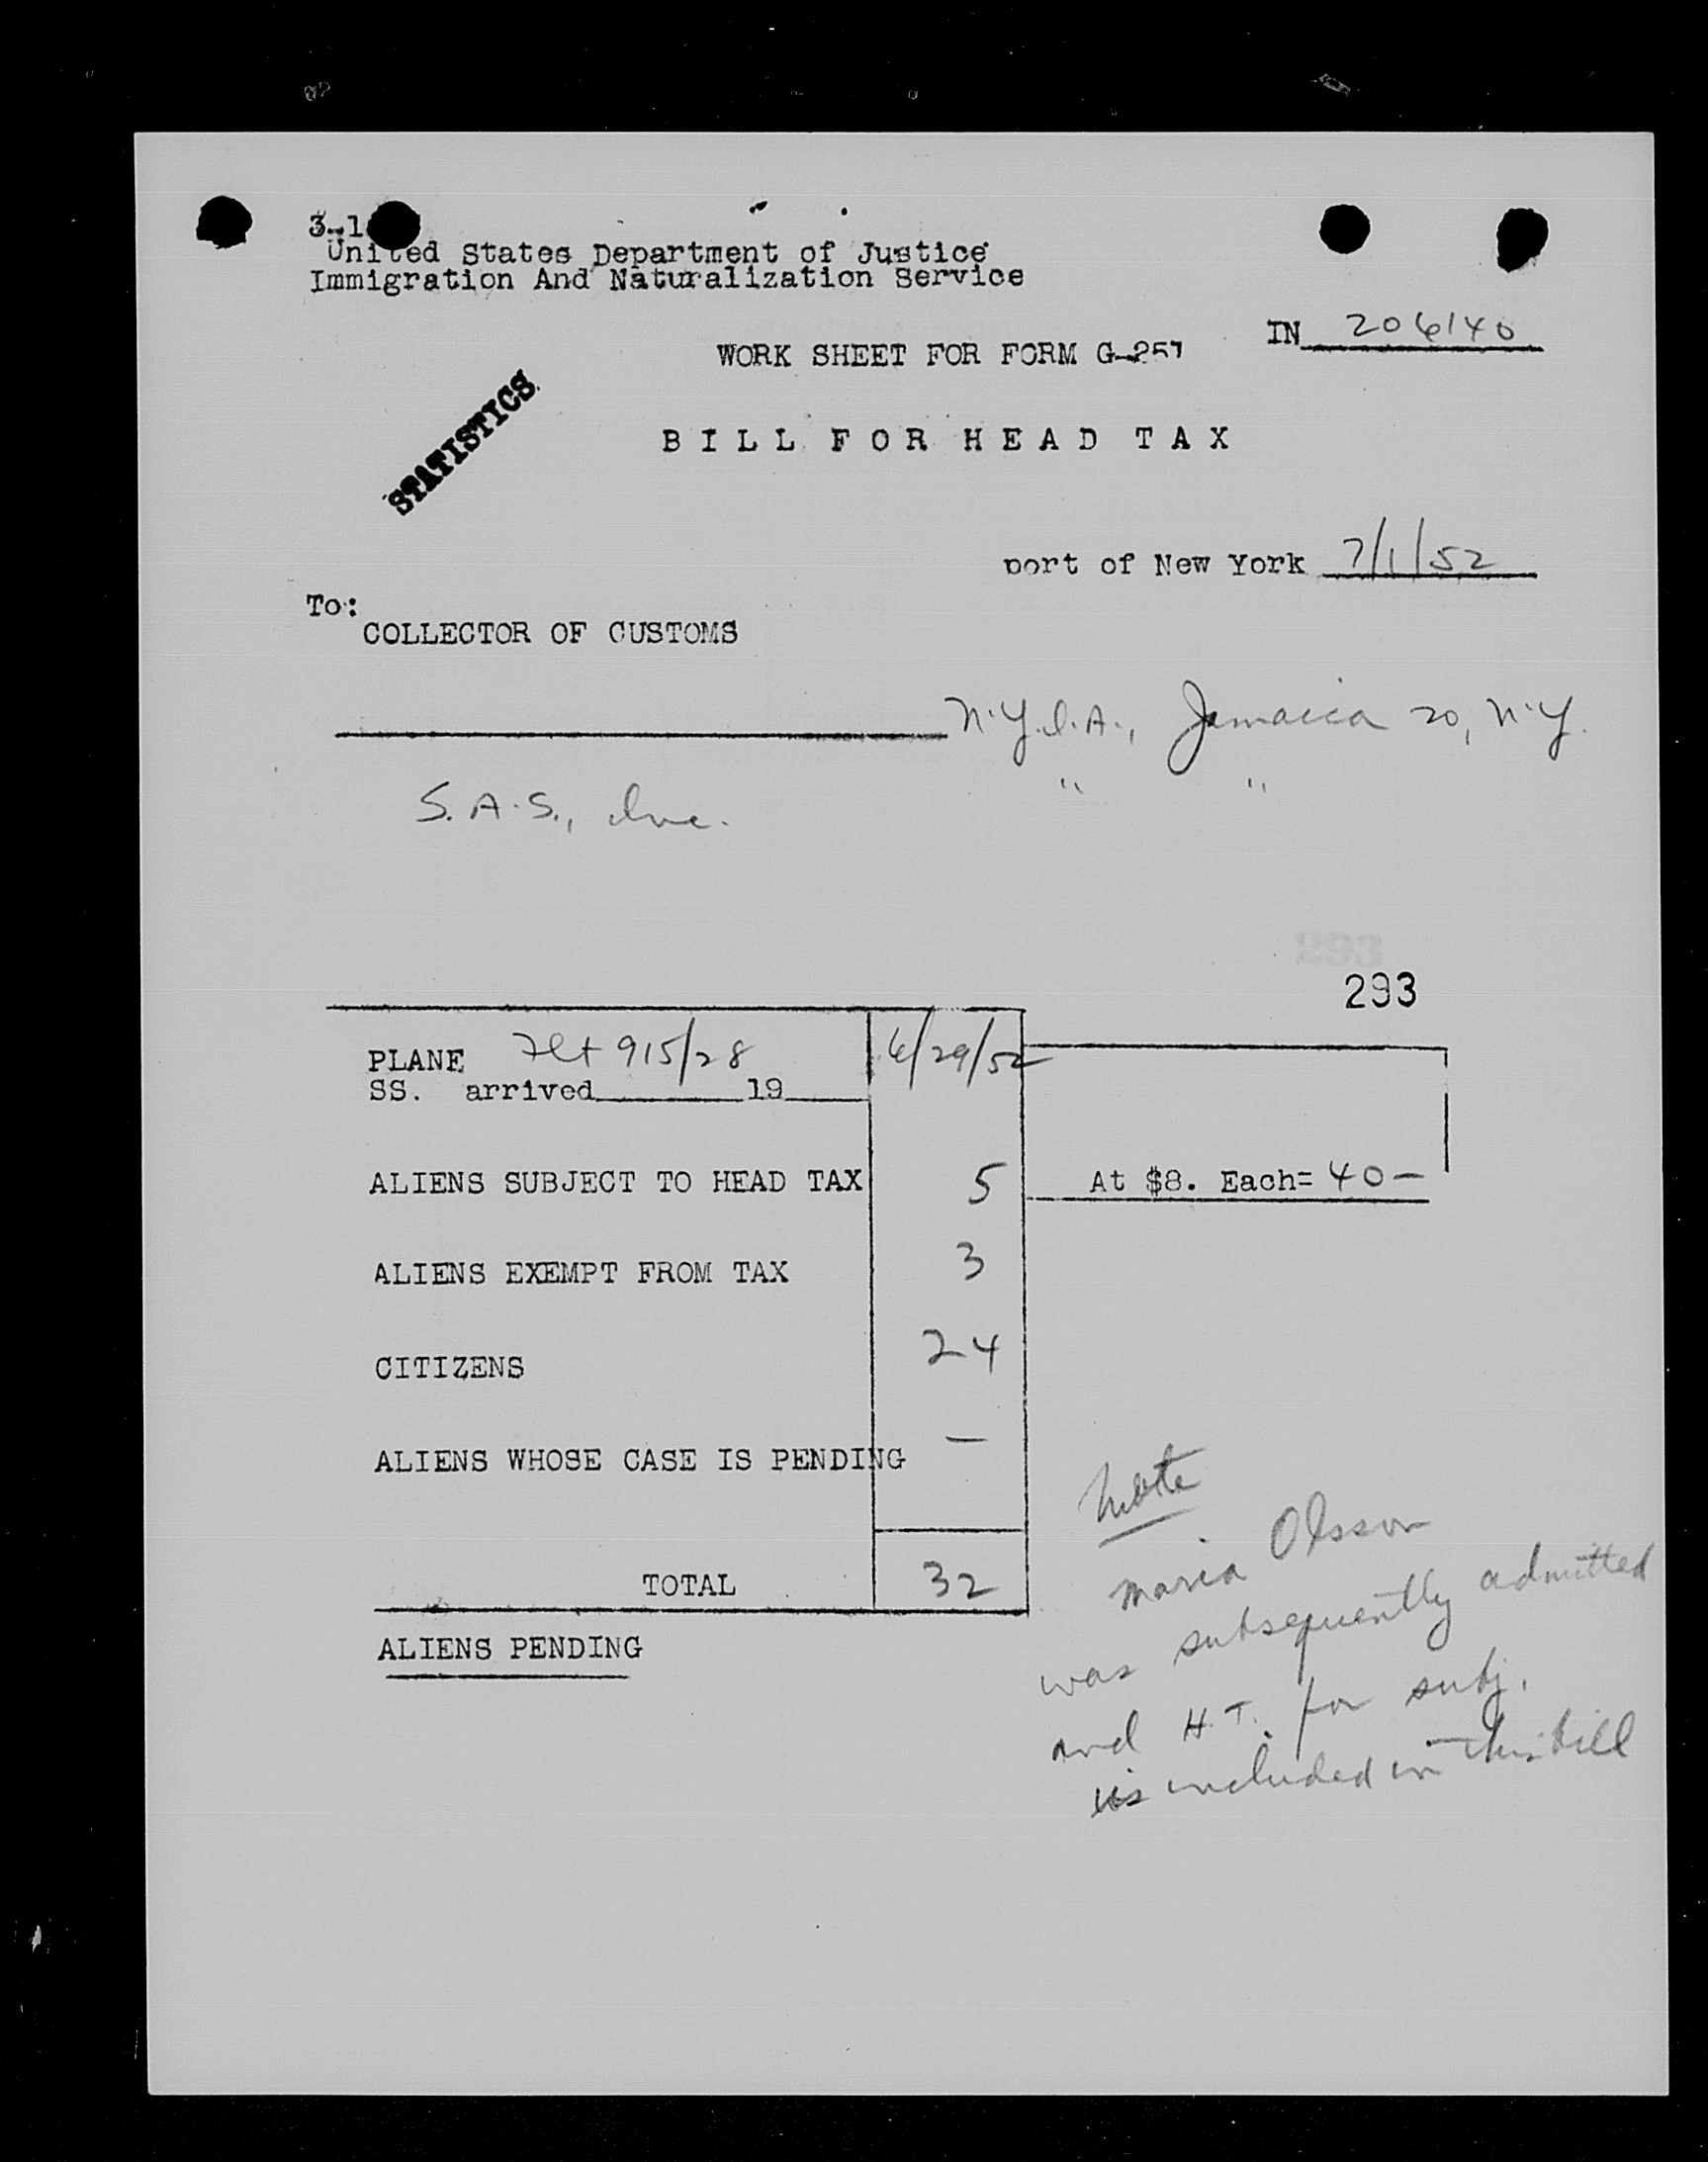 3-1
United States Department of Justice
Immigration And Naturalization Service
IN 206140
WORK SHEET FOR FORM G-257
STATISTICS
BILL FOR HEAD TAX
port of New York 7/1/52
To:
COLLECTOR OF CUSTOMS
N.Y.I.A., Jamaica 20, N.Y.
S.A.S., Inc. " "
293
PLANE Flt 915/28 6/29/52
SS. arrived 19
ALIENS SUBJECT TO HEAD TAX 5 At $8. Each= 40-
ALIENS EXEMPT FROM TAX 3
CITIZENS 24
ALIENS WHOSE CASE IS PENDING -
TOTAL 32
ALIENS PENDING
Note
Maria Olsson
was subsequently admitted
and H.T. for subj.
is included in this bill